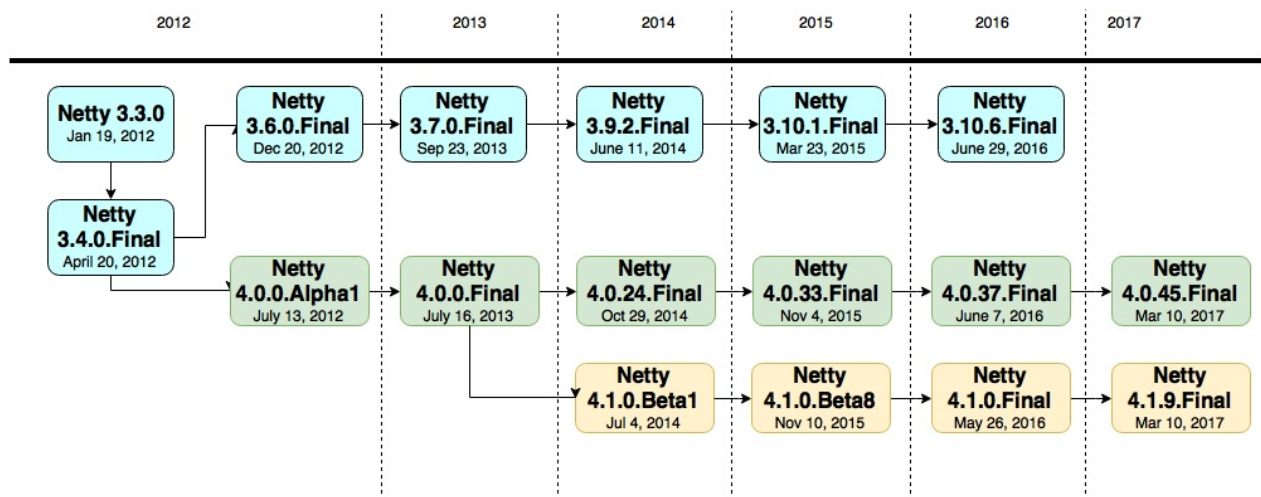 2012
2013
2014
2015
2016
2017
Netty 3.3.0
Jan 19, 2012
Netty
3.6.0.Final
Dec 20, 2012
Netty
3.7.0.Final
Sep 23, 2013
Netty
3.9.2.Final
June 11, 2014
Netty
3.10.1.Final
Mar 23, 2015
Netty
3.10.6.Final
June 29, 2016
Netty
3.4.0.Final
April 20, 2012
Netty
4.0.0.Alpha1
July 13, 2012
Netty
4.0.0.Final
July 16, 2013
Netty
4.0.24.Final
Oct 29, 2014
Netty
4.0.33.Final
Nov 4, 2015
Netty
4.0.37.Final
June 7, 2016
Netty
4.0.45.Final
Mar 10, 2017
Netty
4.1.0.Beta1
Jul 4, 2014
Netty
4.1.0.Beta8
Nov 10, 2015
Netty
4.1.0.Final
May 26, 2016
Netty
4.1.9.Final
Mar 10, 2017